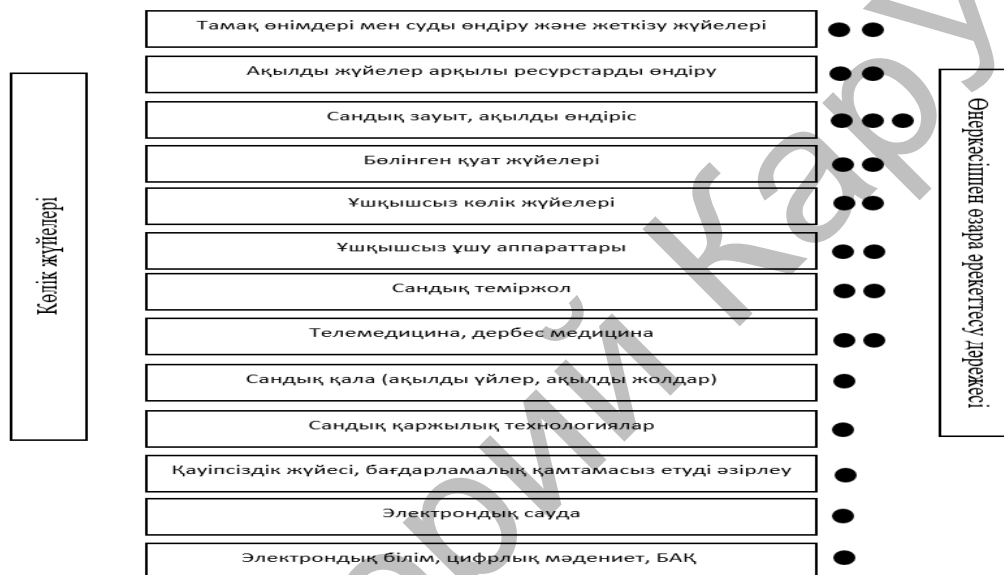 Көлік жүйелері
Тамақ өнімдері мен суды өндіру және жеткізу жүйелері
Ақылды жүйелер арқылы ресурстарды өндіру
Сандық зауыт, ақылды өндіріс
Бөлінген қуат жүйелері
Ұшқышсыз көлік жүйелері
Ұшқышсыз ұшу аппараттары
Сандық теміржол
Телемедицина, дербес медицина
Сандық қала (ақылды үйлер, ақылды жолдар)
Сандық қаржылық технологиялар
Қауіпсіздік жүйесі, бағдарламалық қамтамасыз етуді әзірлеу
Электрондық сауда
Электрондық білім, цифрлық мәдениет, БАҚ
Өнеркәсіппен өзара әрекеттесу дәрежесі